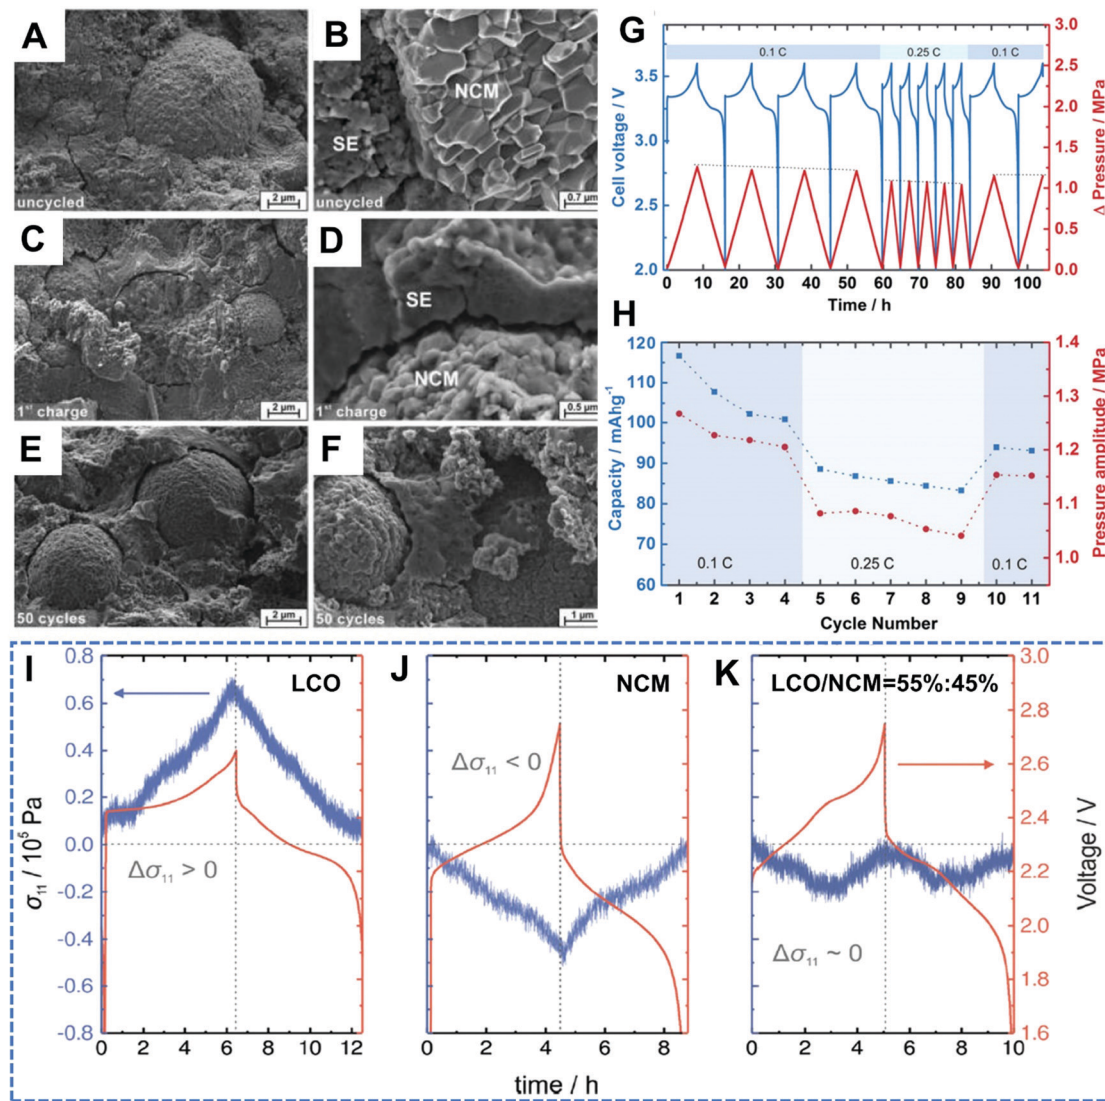 A
uncycled
2 µm
B
NCM
SE
uncycled
0.7 µm
C
1st charge
2 µm
D
SE
NCM
1st charge
0.5 µm
E
50 cycles
2 µm
F
50 cycles
1 µm
G
0.1 C 0.25 C 0.1 C
Cell voltage / V
2.0 2.5 3.0 3.5
Δ Pressure / MPa
0.0 0.5 1.0 1.5 2.0 2.5 3.0
0 10 20 30 40 50 60 70 80 90 100
Time / h
H
Capacity / mAhg-1
60 70 80 90 100 110 120
Pressure amplitude / MPa
1.0 1.1 1.2 1.3 1.4
0.1 C 0.25 C 0.1 C
1 2 3 4 5 6 7 8 9 10 11
Cycle Number
I
LCO
Δσ11 > 0
σ11 / 10⁵ Pa
0.8
0.6
0.4
0.2
0.0
-0.2
-0.4
-0.6
-0.8
0 2 4 6 8 10 12
J
NCM
Δσ11 < 0
0 2 4 6 8
K
LCO/NCM=55%:45%
Δσ11 ~ 0
0 2 4 6 8 10
3.0
2.8
2.6
2.4
2.2
2.0
1.8
1.6
Voltage / V
time / h